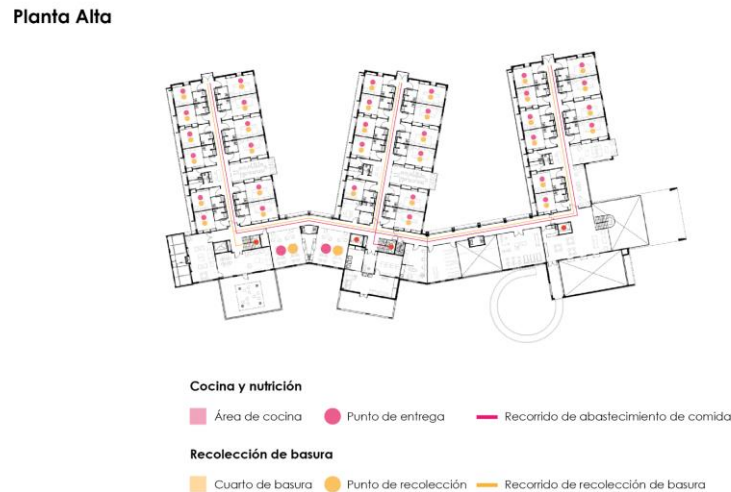 Planta Alta
Cocina y nutrición
Área de cocina Punto de entrega Recorrido de abastecimiento de comida
Recolección de basura
Cuarto de basura Punto de recolección Recorrido de recolección de basura